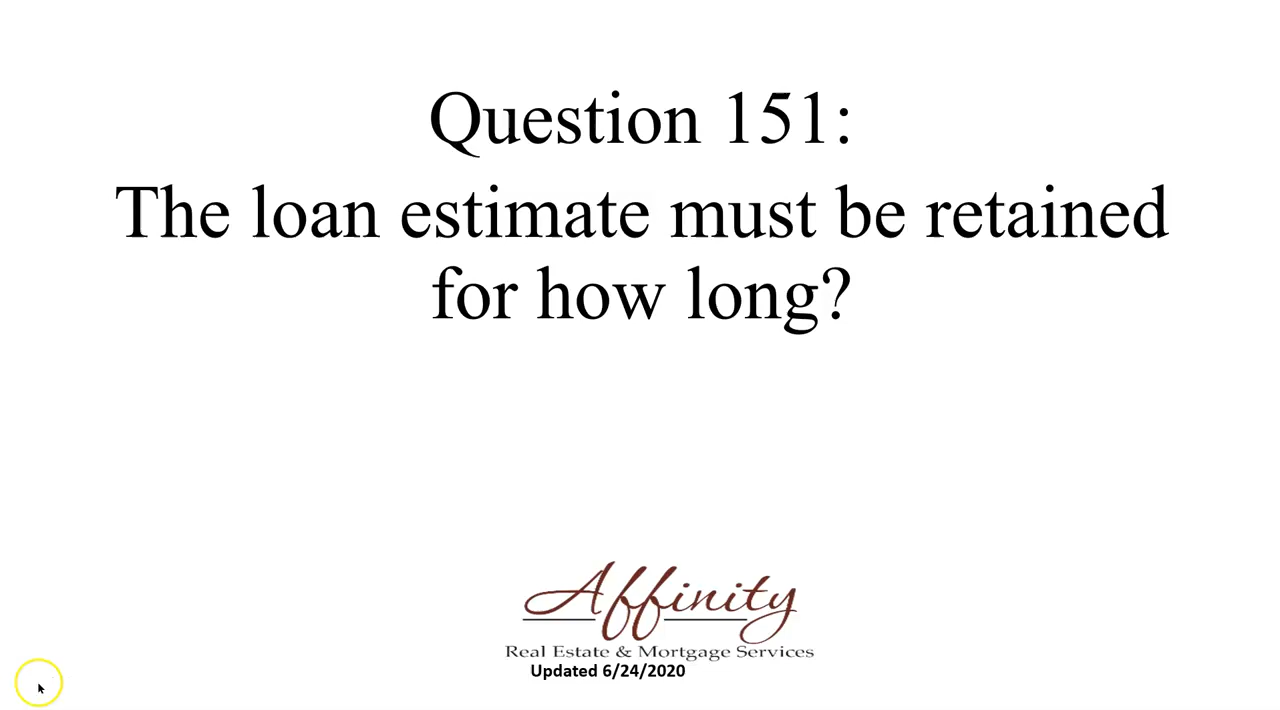 Question 151:
The loan estimate must be retained
for how long?
Affinity
Real Estate & Mortgage Services
Updated 6/24/2020